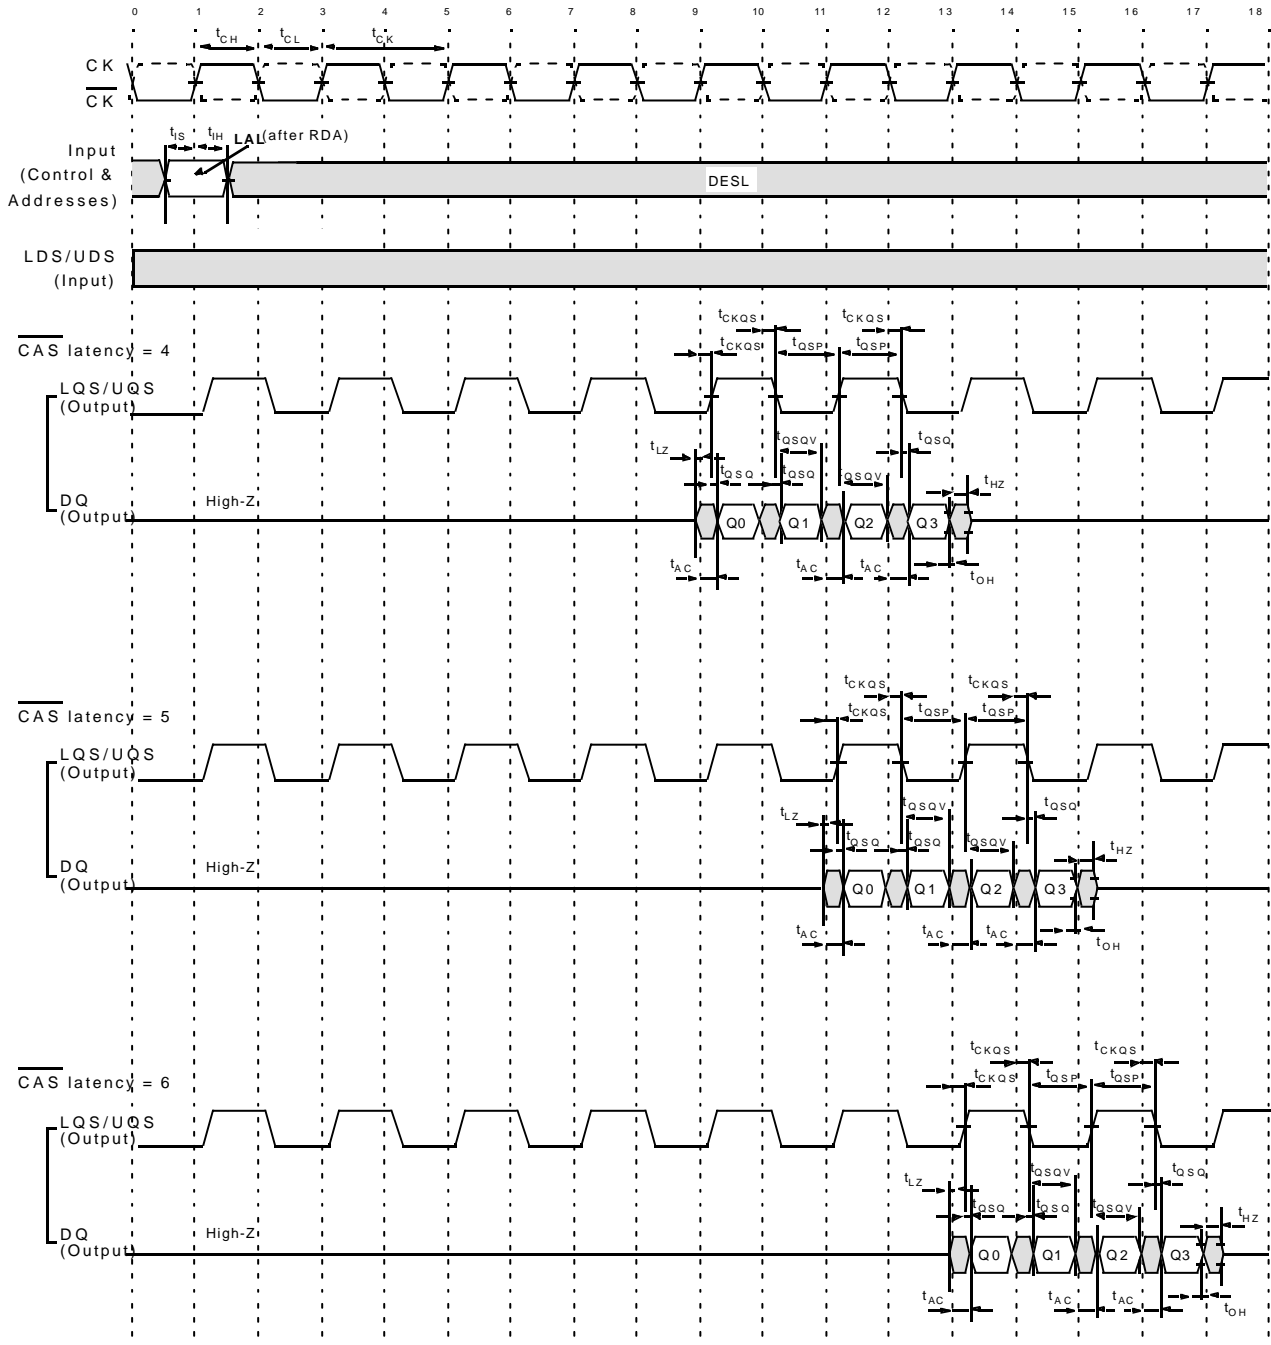 0 1 2 3 4 5 6 7 8 9 10 11 12 13 14 15 16 17 18
tCH tCL tCK
CK
CK
tIS tIH LAL (after RDA)
Input
(Control &
Addresses)
DESL
LDS/UDS
(Input)
tCKQS tCKQS
CAS latency = 4
tCKQS tQSP tQSP
LQS/UQS
(Output)
tLZ tQSQV tQSQ
tQSQ tQSQ tQSQV tHZ
DQ
(Output)
High-Z
Q0 Q1 Q2 Q3
tAC tAC tAC tOH
tCKQS tCKQS
CAS latency = 5
tCKQS tQSP tQSP
LQS/UQS
(Output)
tLZ tQSQV tQSQ
tQSQ tQSQ tQSQV tHZ
DQ
(Output)
High-Z
Q0 Q1 Q2 Q3
tAC tAC tAC tOH
tCKQS tCKQS
CAS latency = 6
tCKQS tQSP tQSP
LQS/UQS
(Output)
tLZ tQSQV tQSQ
tQSQ tQSQ tQSQV tHZ
DQ
(Output)
High-Z
Q0 Q1 Q2 Q3
tAC tAC tAC tOH